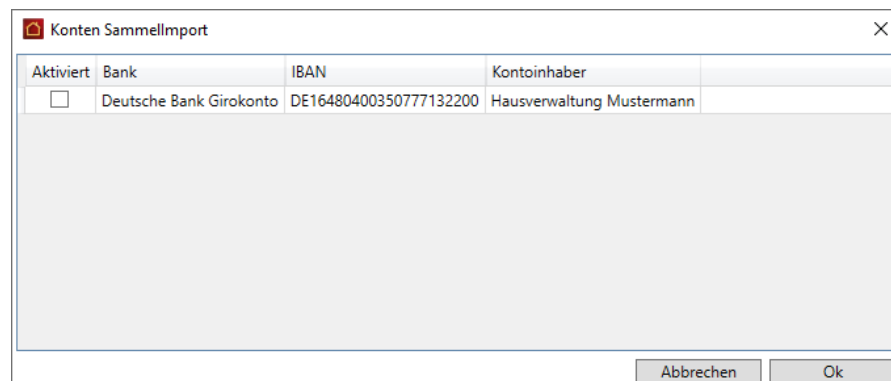 Konten SammelImport
Aktiviert Bank IBAN Kontoinhaber
Deutsche Bank Girokonto DE16480400350777132200 Hausverwaltung Mustermann
Abbrechen Ok